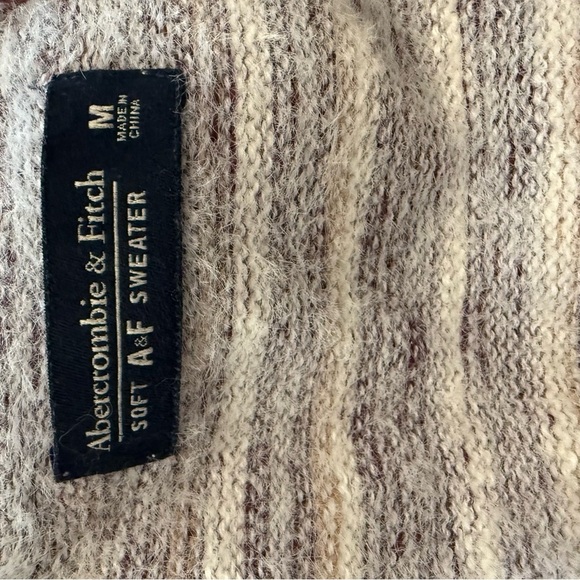 Abercrombie & Fitch
SOFT A&F SWEATER
M
MADE IN
CHINA